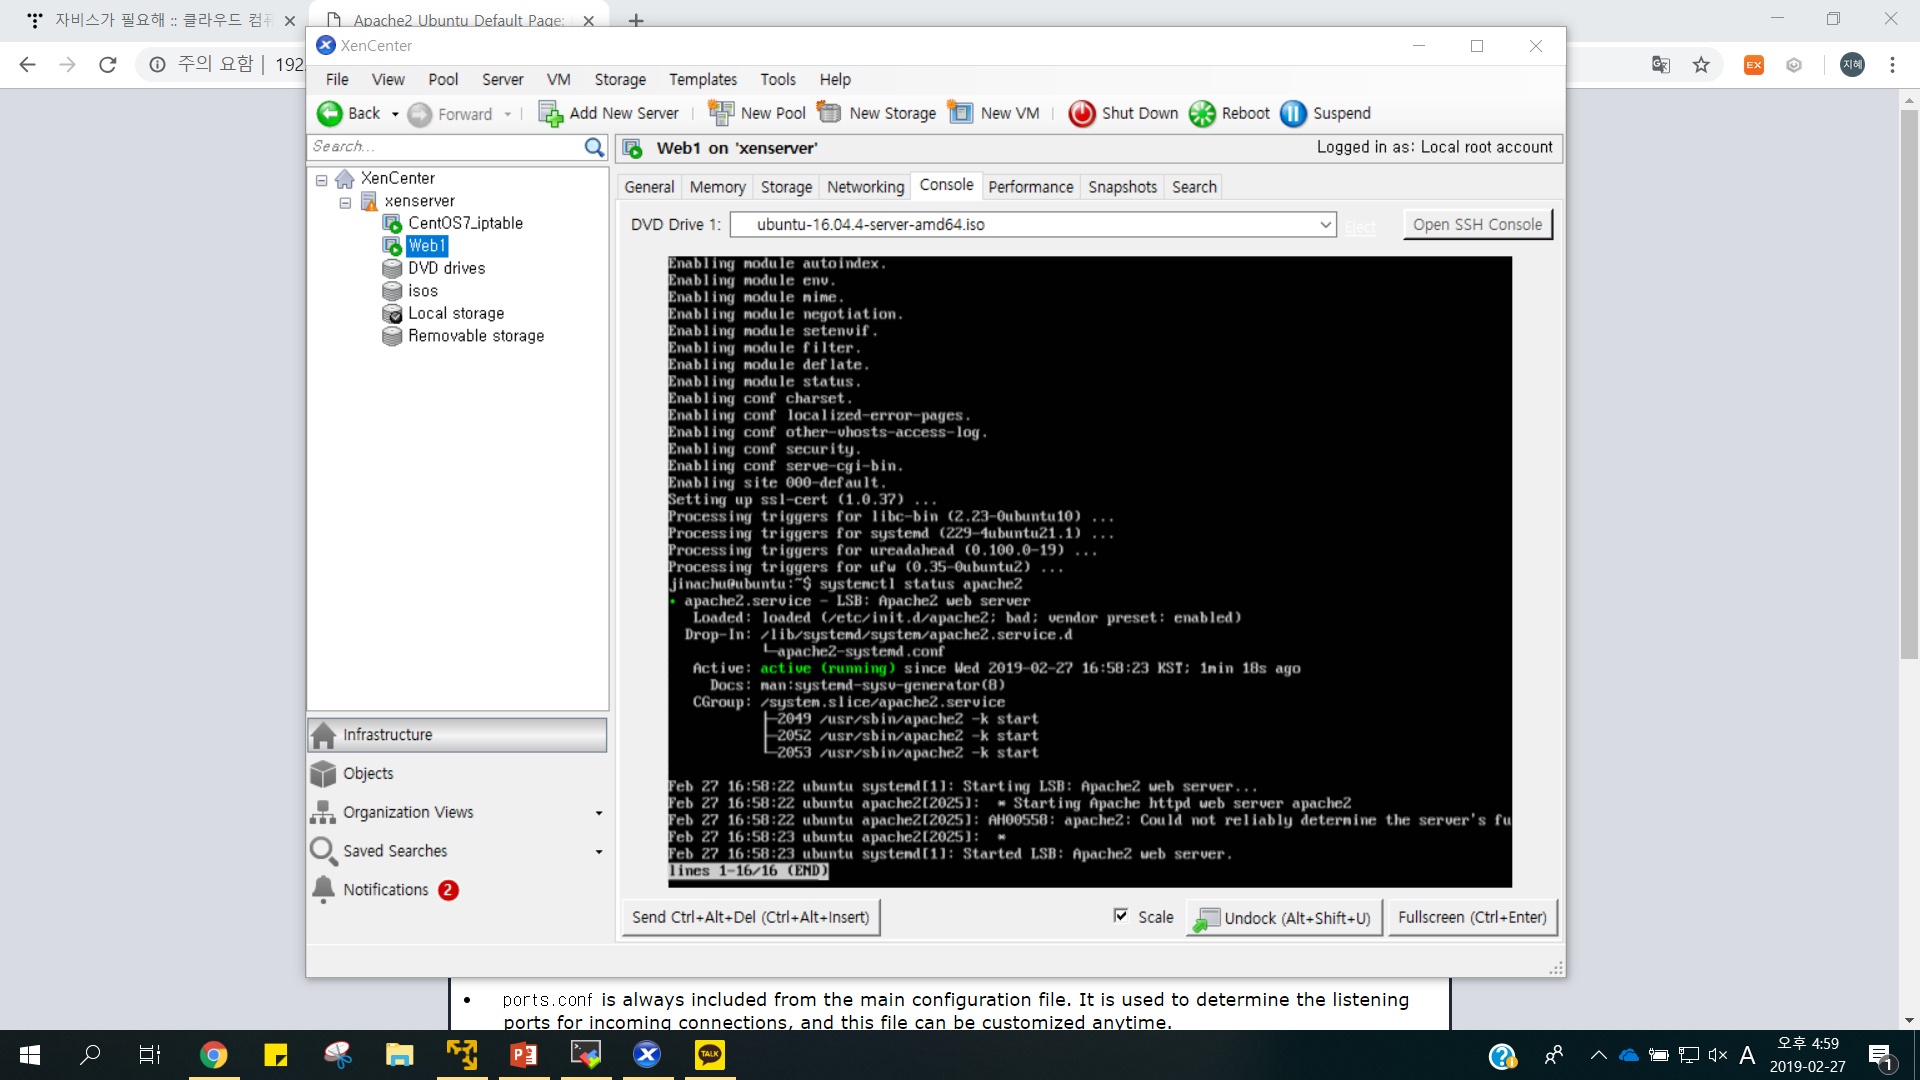 자비스가 필요해 :: 클라우드 컴퓨
Apache2 Ubuntu Default Page:
주의 요함 | 192.
EX
지혜
XenCenter
File View Pool Server VM Storage Templates Tools Help
Back Forward Add New Server New Pool New Storage New VM Shut Down Reboot Suspend
Search...
Web1 on 'xenserver'
Logged in as: Local root account
XenCenter
xenserver
CentOS7_iptable
Web1
DVD drives
isos
Local storage
Removable storage
Infrastructure
Objects
Organization Views
Saved Searches
Notifications 2
General Memory Storage Networking Console Performance Snapshots Search
DVD Drive 1: ubuntu-16.04.4-server-amd64.iso Eject Open SSH Console
Enabling module autoindex.
Enabling module env.
Enabling module mime.
Enabling module negotiation.
Enabling module setenvif.
Enabling module filter.
Enabling module deflate.
Enabling module status.
Enabling conf charset.
Enabling conf localized-error-pages.
Enabling conf other-vhosts-access-log.
Enabling conf security.
Enabling conf serve-cgi-bin.
Enabling site 000-default.
Setting up ssl-cert (1.0.37) ...
Processing triggers for libc-bin (2.23-0ubuntu10) ...
Processing triggers for systemd (229-4ubuntu21.1) ...
Processing triggers for ureadahead (0.100.0-19) ...
Processing triggers for ufw (0.35-0ubuntu2) ...
jinachu@ubuntu:~$ systemctl status apache2
• apache2.service - LSB: Apache2 web server
Loaded: loaded (/etc/init.d/apache2; bad; vendor preset: enabled)
Drop-In: /lib/systemd/system/apache2.service.d
└─apache2-systemd.conf
Active: active (running) since Wed 2019-02-27 16:58:23 KST; 1min 18s ago
Docs: man:systemd-sysv-generator(8)
CGroup: /system.slice/apache2.service
├─2049 /usr/sbin/apache2 -k start
├─2052 /usr/sbin/apache2 -k start
└─2053 /usr/sbin/apache2 -k start
Feb 27 16:58:22 ubuntu systemd[1]: Starting LSB: Apache2 web server...
Feb 27 16:58:22 ubuntu apache2[2025]: * Starting Apache httpd web server apache2
Feb 27 16:58:22 ubuntu apache2[2025]: AH00558: apache2: Could not reliably determine the server's fu
Feb 27 16:58:23 ubuntu apache2[2025]: *
Feb 27 16:58:23 ubuntu systemd[1]: Started LSB: Apache2 web server.
lines 1-16/16 (END)
Send Ctrl+Alt+Del (Ctrl+Alt+Insert) Scale Undock (Alt+Shift+U) Fullscreen (Ctrl+Enter)
• ports.conf is always included from the main configuration file. It is used to determine the listening
ports for incoming connections, and this file can be customized anytime.
TALK
A
오후 4:59
2019-02-27
1